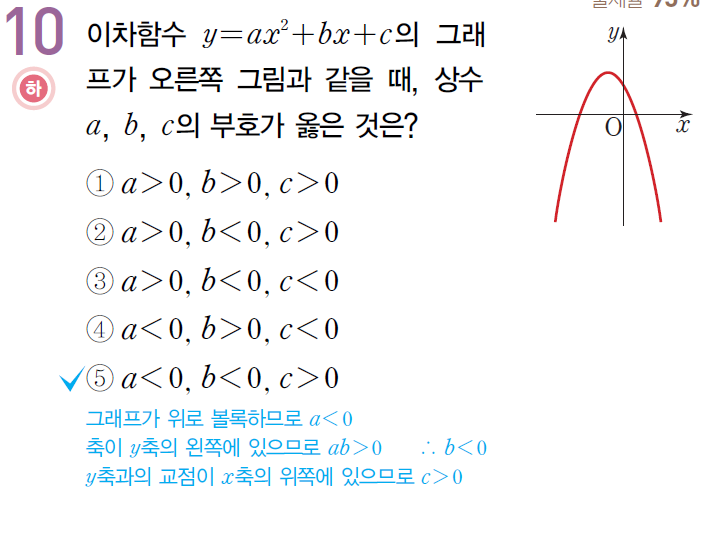 출제율 93%
10
하
이차함수 y=ax²+bx+c의 그래
프가 오른쪽 그림과 같을 때, 상수
a, b, c의 부호가 옳은 것은?
y
O
x
① a>0, b>0, c>0
② a>0, b<0, c>0
③ a>0, b<0, c<0
④ a<0, b>0, c<0
⑤ a<0, b<0, c>0
그래프가 위로 볼록하므로 a<0
축이 y축의 왼쪽에 있으므로 ab>0 ∴ b<0
y축과의 교점이 x축의 위쪽에 있으므로 c>0